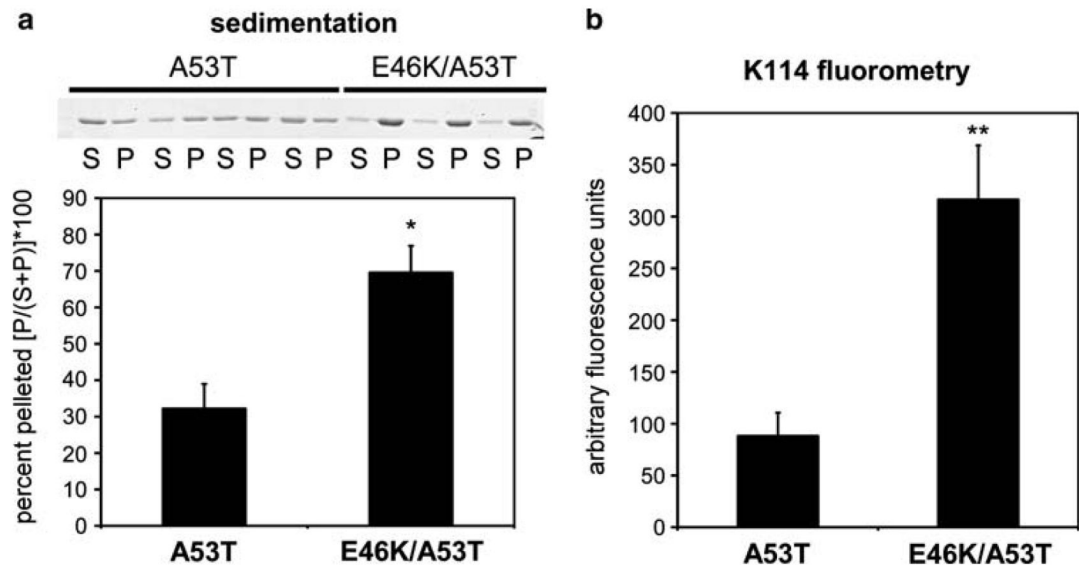 a
sedimentation
A53T E46K/A53T
S P S P S P S P S P S P S P
percent pelleted [P/(S+P)]*100
90
80
70
60
50
40
30
20
10
0
*
A53T E46K/A53T
b
K114 fluorometry
arbitrary fluorescence units
400
350
300
250
200
150
100
50
0
**
A53T E46K/A53T